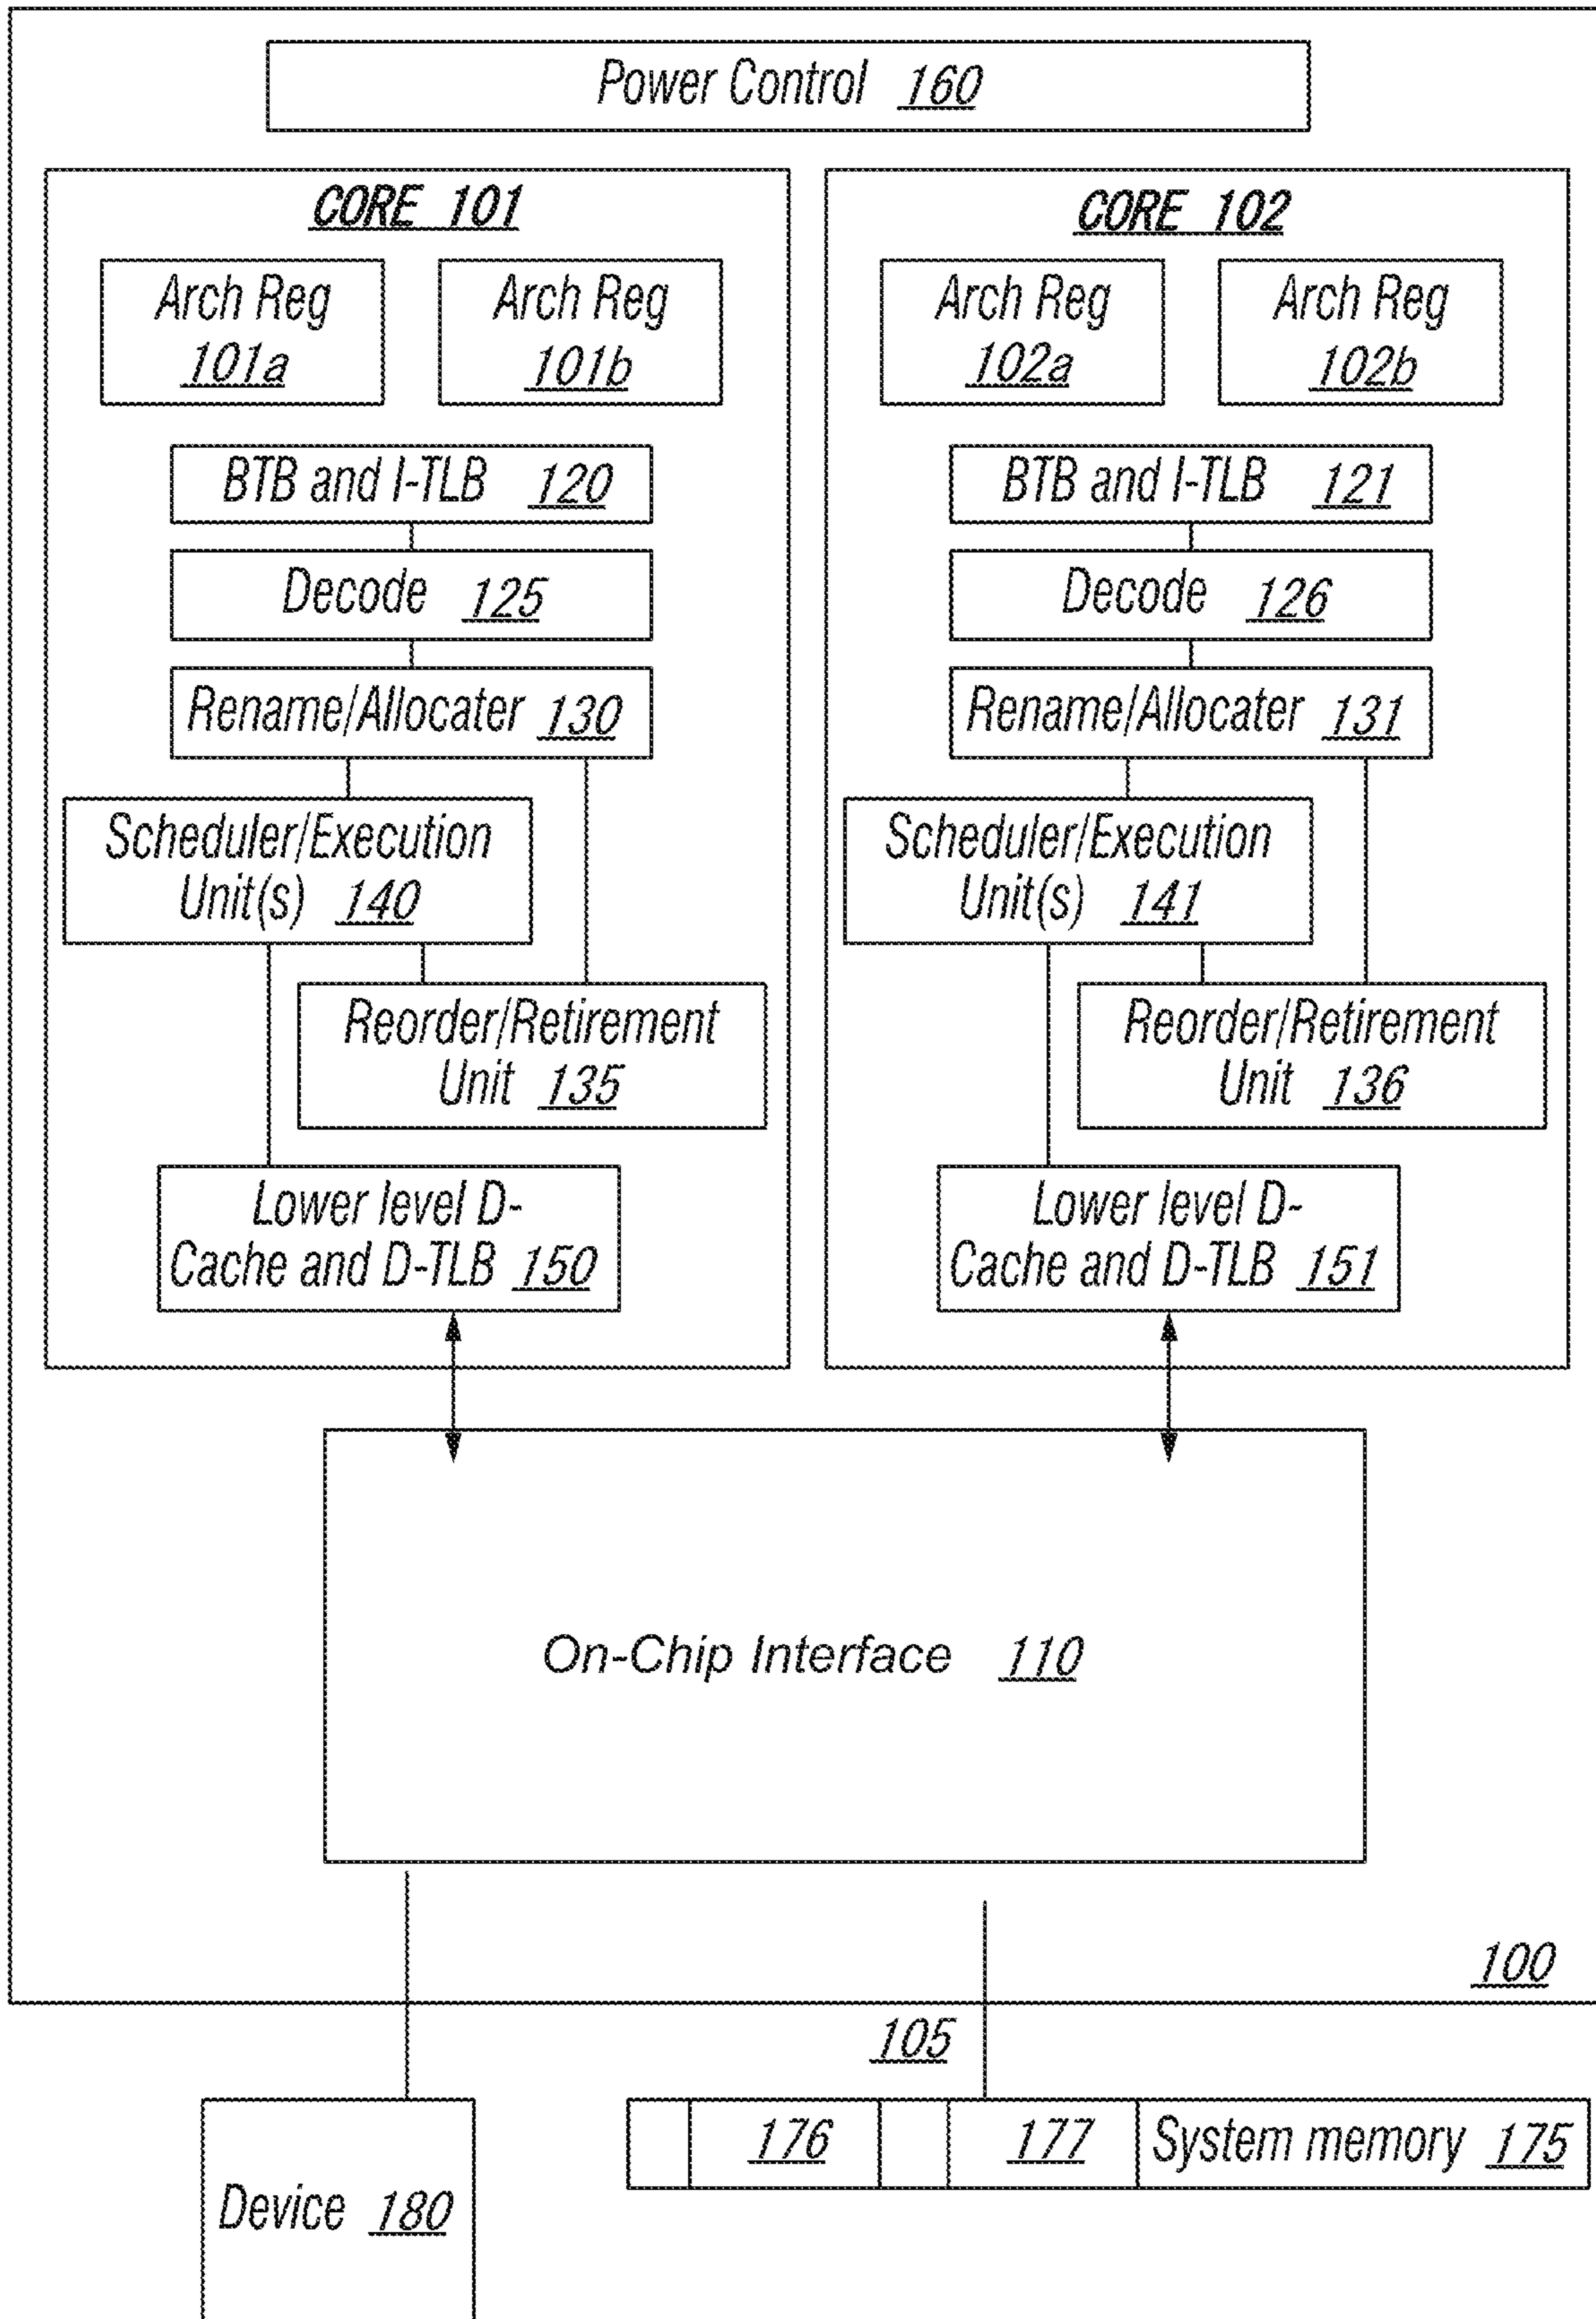 Power Control 160
CORE 101
Arch Reg
101a
Arch Reg
101b
BTB and I-TLB 120
Decode 125
Rename/Allocater 130
Scheduler/Execution
Unit(s) 140
Reorder/Retirement
Unit 135
Lower level D-
Cache and D-TLB 150
CORE 102
Arch Reg
102a
Arch Reg
102b
BTB and I-TLB 121
Decode 126
Rename/Allocater 131
Scheduler/Execution
Unit(s) 141
Reorder/Retirement
Unit 136
Lower level D-
Cache and D-TLB 151
On-Chip Interface 110
100
105
176
177
System memory 175
Device 180